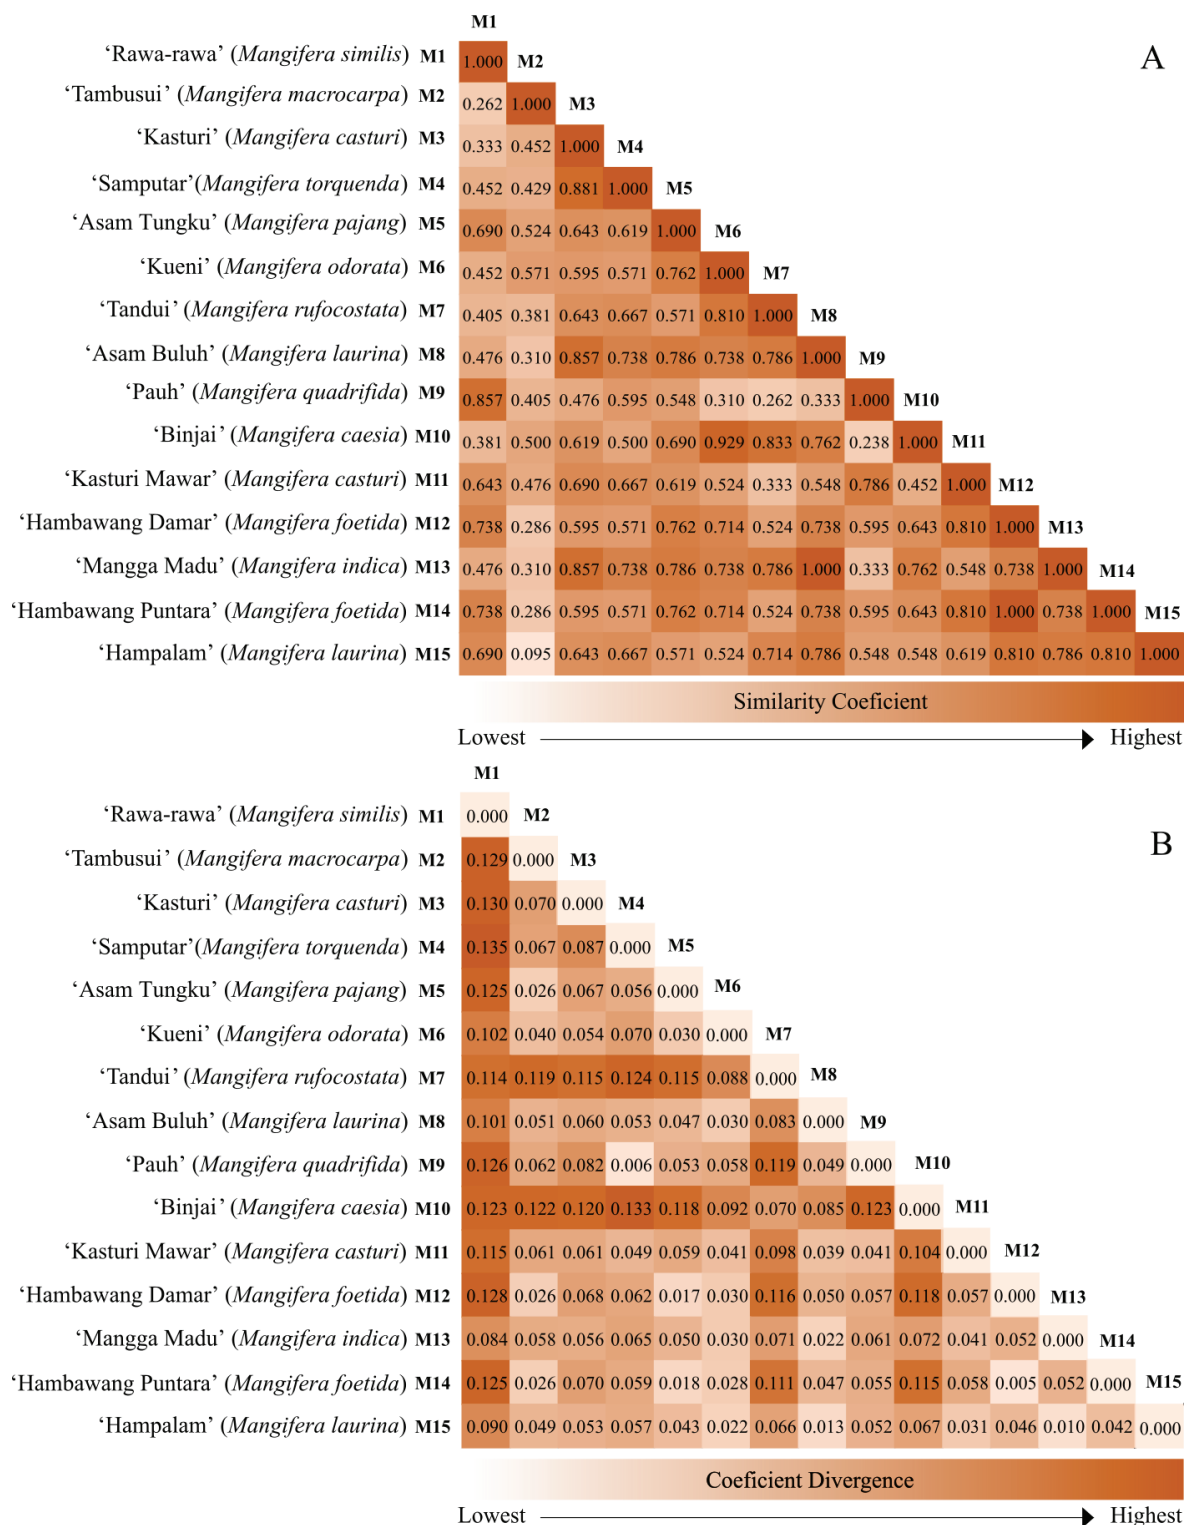 M1
A
‘Rawa-rawa’ (Mangifera similis) M1 1.000 M2
‘Tambusui’ (Mangifera macrocarpa) M2 0.262 1.000 M3
‘Kasturi’ (Mangifera casturi) M3 0.333 0.452 1.000 M4
‘Samputar’(Mangifera torquenda) M4 0.452 0.429 0.881 1.000 M5
‘Asam Tungku’ (Mangifera pajang) M5 0.690 0.524 0.643 0.619 1.000 M6
‘Kueni’ (Mangifera odorata) M6 0.452 0.571 0.595 0.571 0.762 1.000 M7
‘Tandui’ (Mangifera rufocostata) M7 0.405 0.381 0.643 0.667 0.571 0.810 1.000 M8
‘Asam Buluh’ (Mangifera laurina) M8 0.476 0.310 0.857 0.738 0.786 0.738 0.786 1.000 M9
‘Pauh’ (Mangifera quadrifida) M9 0.857 0.405 0.476 0.595 0.548 0.310 0.262 0.333 1.000 M10
‘Binjai’ (Mangifera caesia) M10 0.381 0.500 0.619 0.500 0.690 0.929 0.833 0.762 0.238 1.000 M11
‘Kasturi Mawar’ (Mangifera casturi) M11 0.643 0.476 0.690 0.667 0.619 0.524 0.333 0.548 0.786 0.452 1.000 M12
‘Hambawang Damar’ (Mangifera foetida) M12 0.738 0.286 0.595 0.571 0.762 0.714 0.524 0.738 0.595 0.643 0.810 1.000 M13
‘Mangga Madu’ (Mangifera indica) M13 0.476 0.310 0.857 0.738 0.786 0.738 0.786 1.000 0.333 0.762 0.548 0.738 1.000 M14
‘Hambawang Puntara’ (Mangifera foetida) M14 0.738 0.286 0.595 0.571 0.762 0.714 0.524 0.738 0.595 0.643 0.810 1.000 0.738 1.000 M15
‘Hampalam’ (Mangifera laurina) M15 0.690 0.095 0.643 0.667 0.571 0.524 0.714 0.786 0.548 0.548 0.619 0.810 0.786 0.810 1.000
Similarity Coeficient
Lowest Highest
M1
‘Rawa-rawa’ (Mangifera similis) M1 0.000 M2
B
‘Tambusui’ (Mangifera macrocarpa) M2 0.129 0.000 M3
‘Kasturi’ (Mangifera casturi) M3 0.130 0.070 0.000 M4
‘Samputar’(Mangifera torquenda) M4 0.135 0.067 0.087 0.000 M5
‘Asam Tungku’ (Mangifera pajang) M5 0.125 0.026 0.067 0.056 0.000 M6
‘Kueni’ (Mangifera odorata) M6 0.102 0.040 0.054 0.070 0.030 0.000 M7
‘Tandui’ (Mangifera rufocostata) M7 0.114 0.119 0.115 0.124 0.115 0.088 0.000 M8
‘Asam Buluh’ (Mangifera laurina) M8 0.101 0.051 0.060 0.053 0.047 0.030 0.083 0.000 M9
‘Pauh’ (Mangifera quadrifida) M9 0.126 0.062 0.082 0.006 0.053 0.058 0.119 0.049 0.000 M10
‘Binjai’ (Mangifera caesia) M10 0.123 0.122 0.120 0.133 0.118 0.092 0.070 0.085 0.123 0.000 M11
‘Kasturi Mawar’ (Mangifera casturi) M11 0.115 0.061 0.061 0.049 0.059 0.041 0.098 0.039 0.041 0.104 0.000 M12
‘Hambawang Damar’ (Mangifera foetida) M12 0.128 0.026 0.068 0.062 0.017 0.030 0.116 0.050 0.057 0.118 0.057 0.000 M13
‘Mangga Madu’ (Mangifera indica) M13 0.084 0.058 0.056 0.065 0.050 0.030 0.071 0.022 0.061 0.072 0.041 0.052 0.000 M14
‘Hambawang Puntara’ (Mangifera foetida) M14 0.125 0.026 0.070 0.059 0.018 0.028 0.111 0.047 0.055 0.115 0.058 0.005 0.052 0.000 M15
‘Hampalam’ (Mangifera laurina) M15 0.090 0.049 0.053 0.057 0.043 0.022 0.066 0.013 0.052 0.067 0.031 0.046 0.010 0.042 0.000
Coeficient Divergence
Lowest Highest